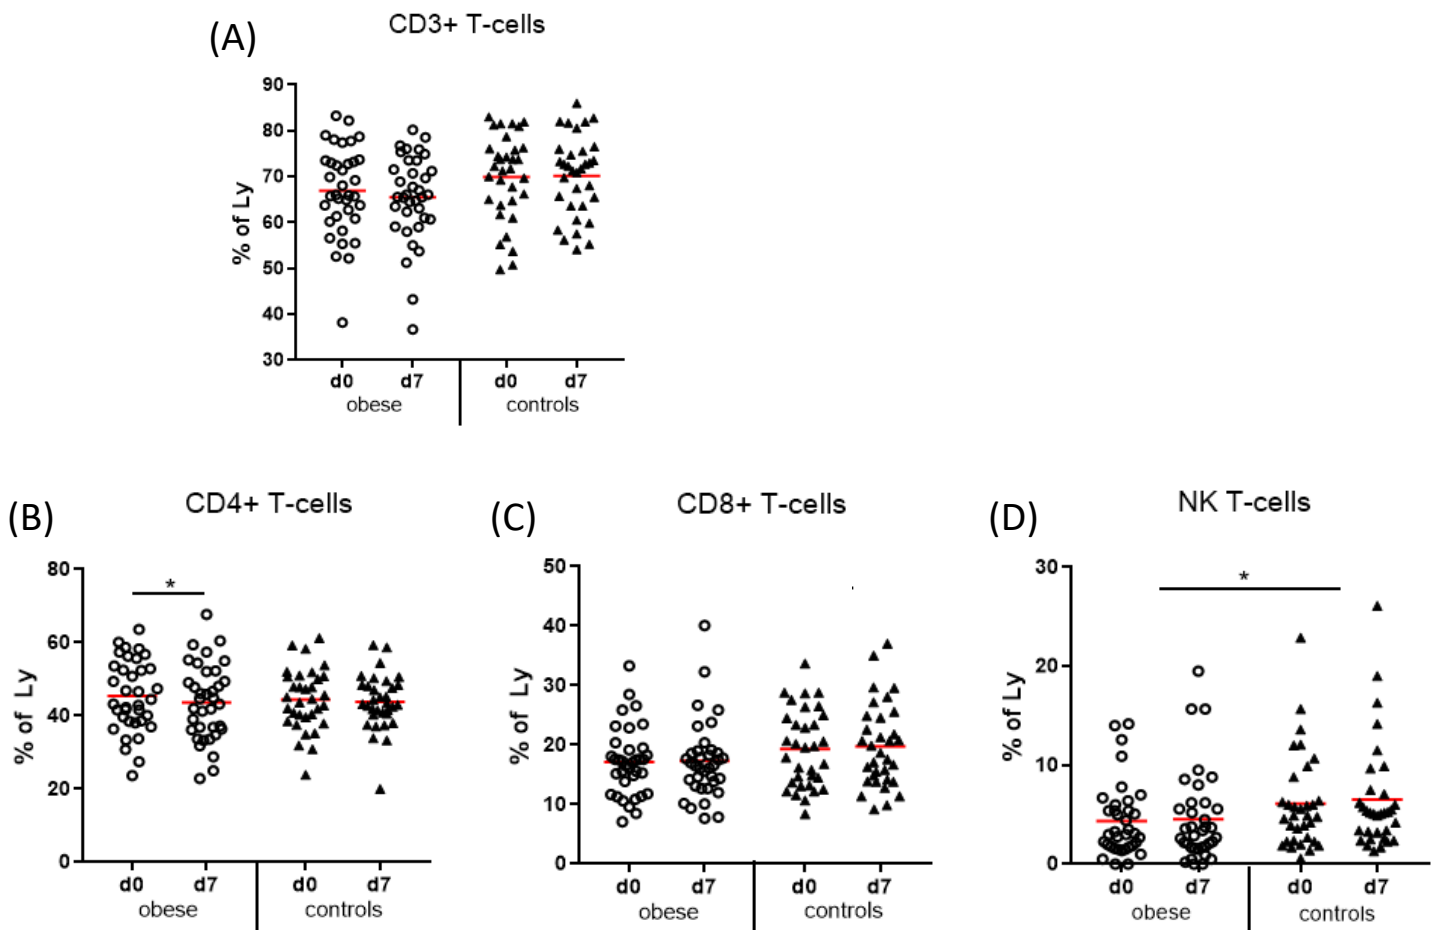 (A)
CD3+ T-cells
% of Ly
90
80
70
60
50
40
30
d0 d7 d0 d7
obese controls
(B)
CD4+ T-cells
% of Ly
80
60
40
20
0
*
d0 d7 d0 d7
obese controls
(C)
CD8+ T-cells
% of Ly
50
40
30
20
10
0
d0 d7 d0 d7
obese controls
(D)
NK T-cells
% of Ly
30
20
10
0
*
d0 d7 d0 d7
obese controls